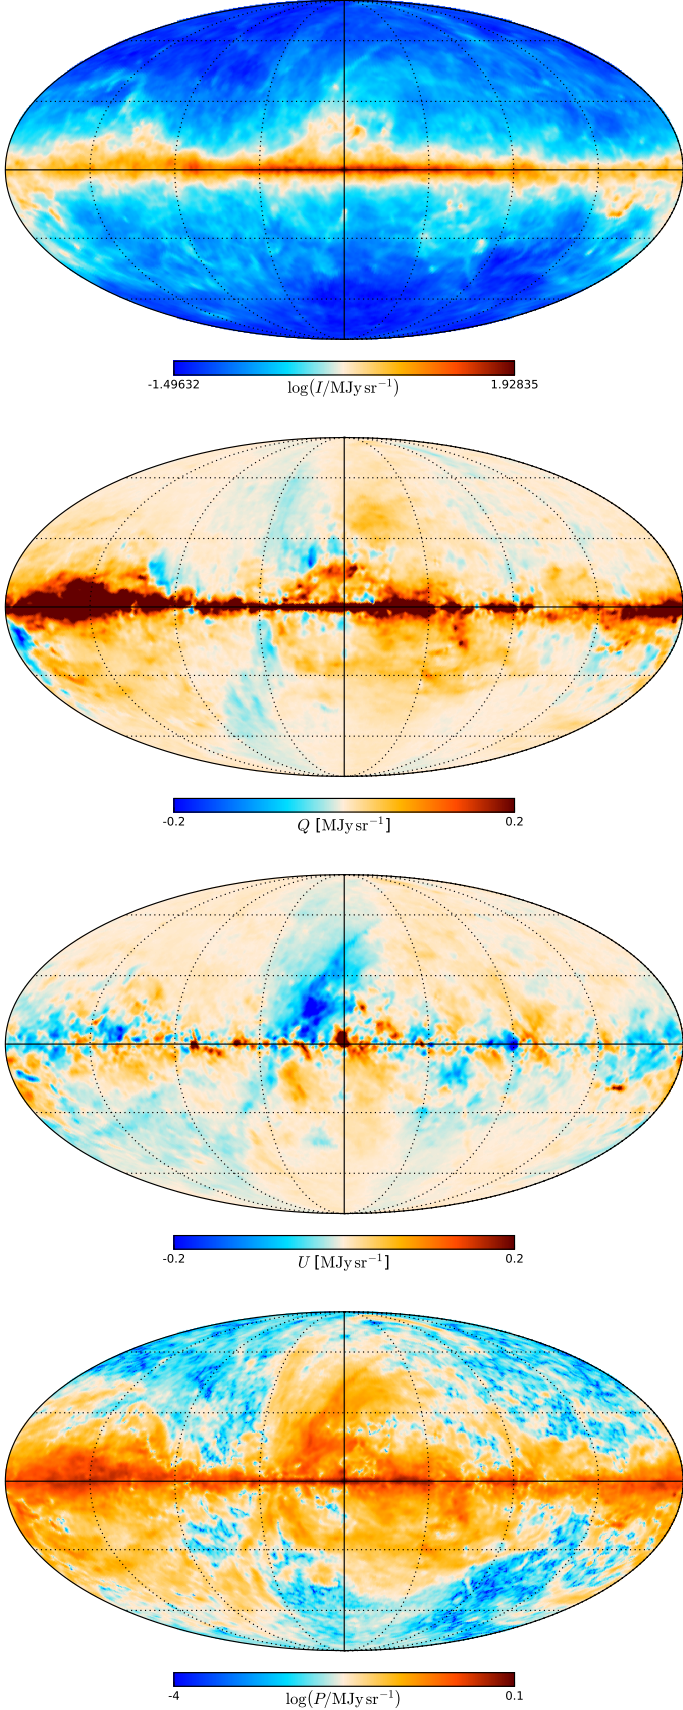 -1.49632 1.92835
log(I/MJy sr⁻¹)
-0.2 0.2
Q [MJy sr⁻¹]
-0.2 0.2
U [MJy sr⁻¹]
-4 0.1
log(P/MJy sr⁻¹)